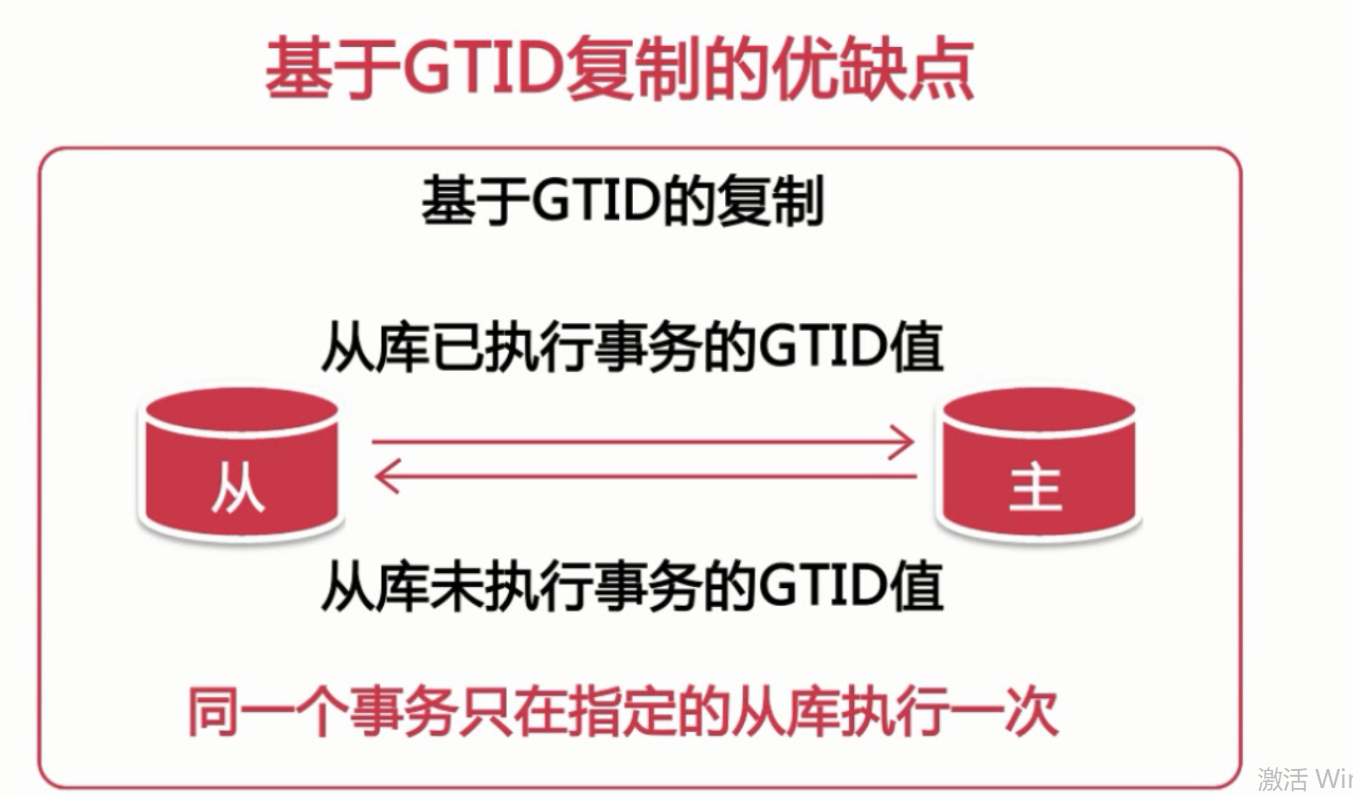 基于GTID复制的优缺点
基于GTID的复制
从库已执行事务的GTID值
从
主
从库未执行事务的GTID值
同一个事务只在指定的从库执行一次
激活 Win